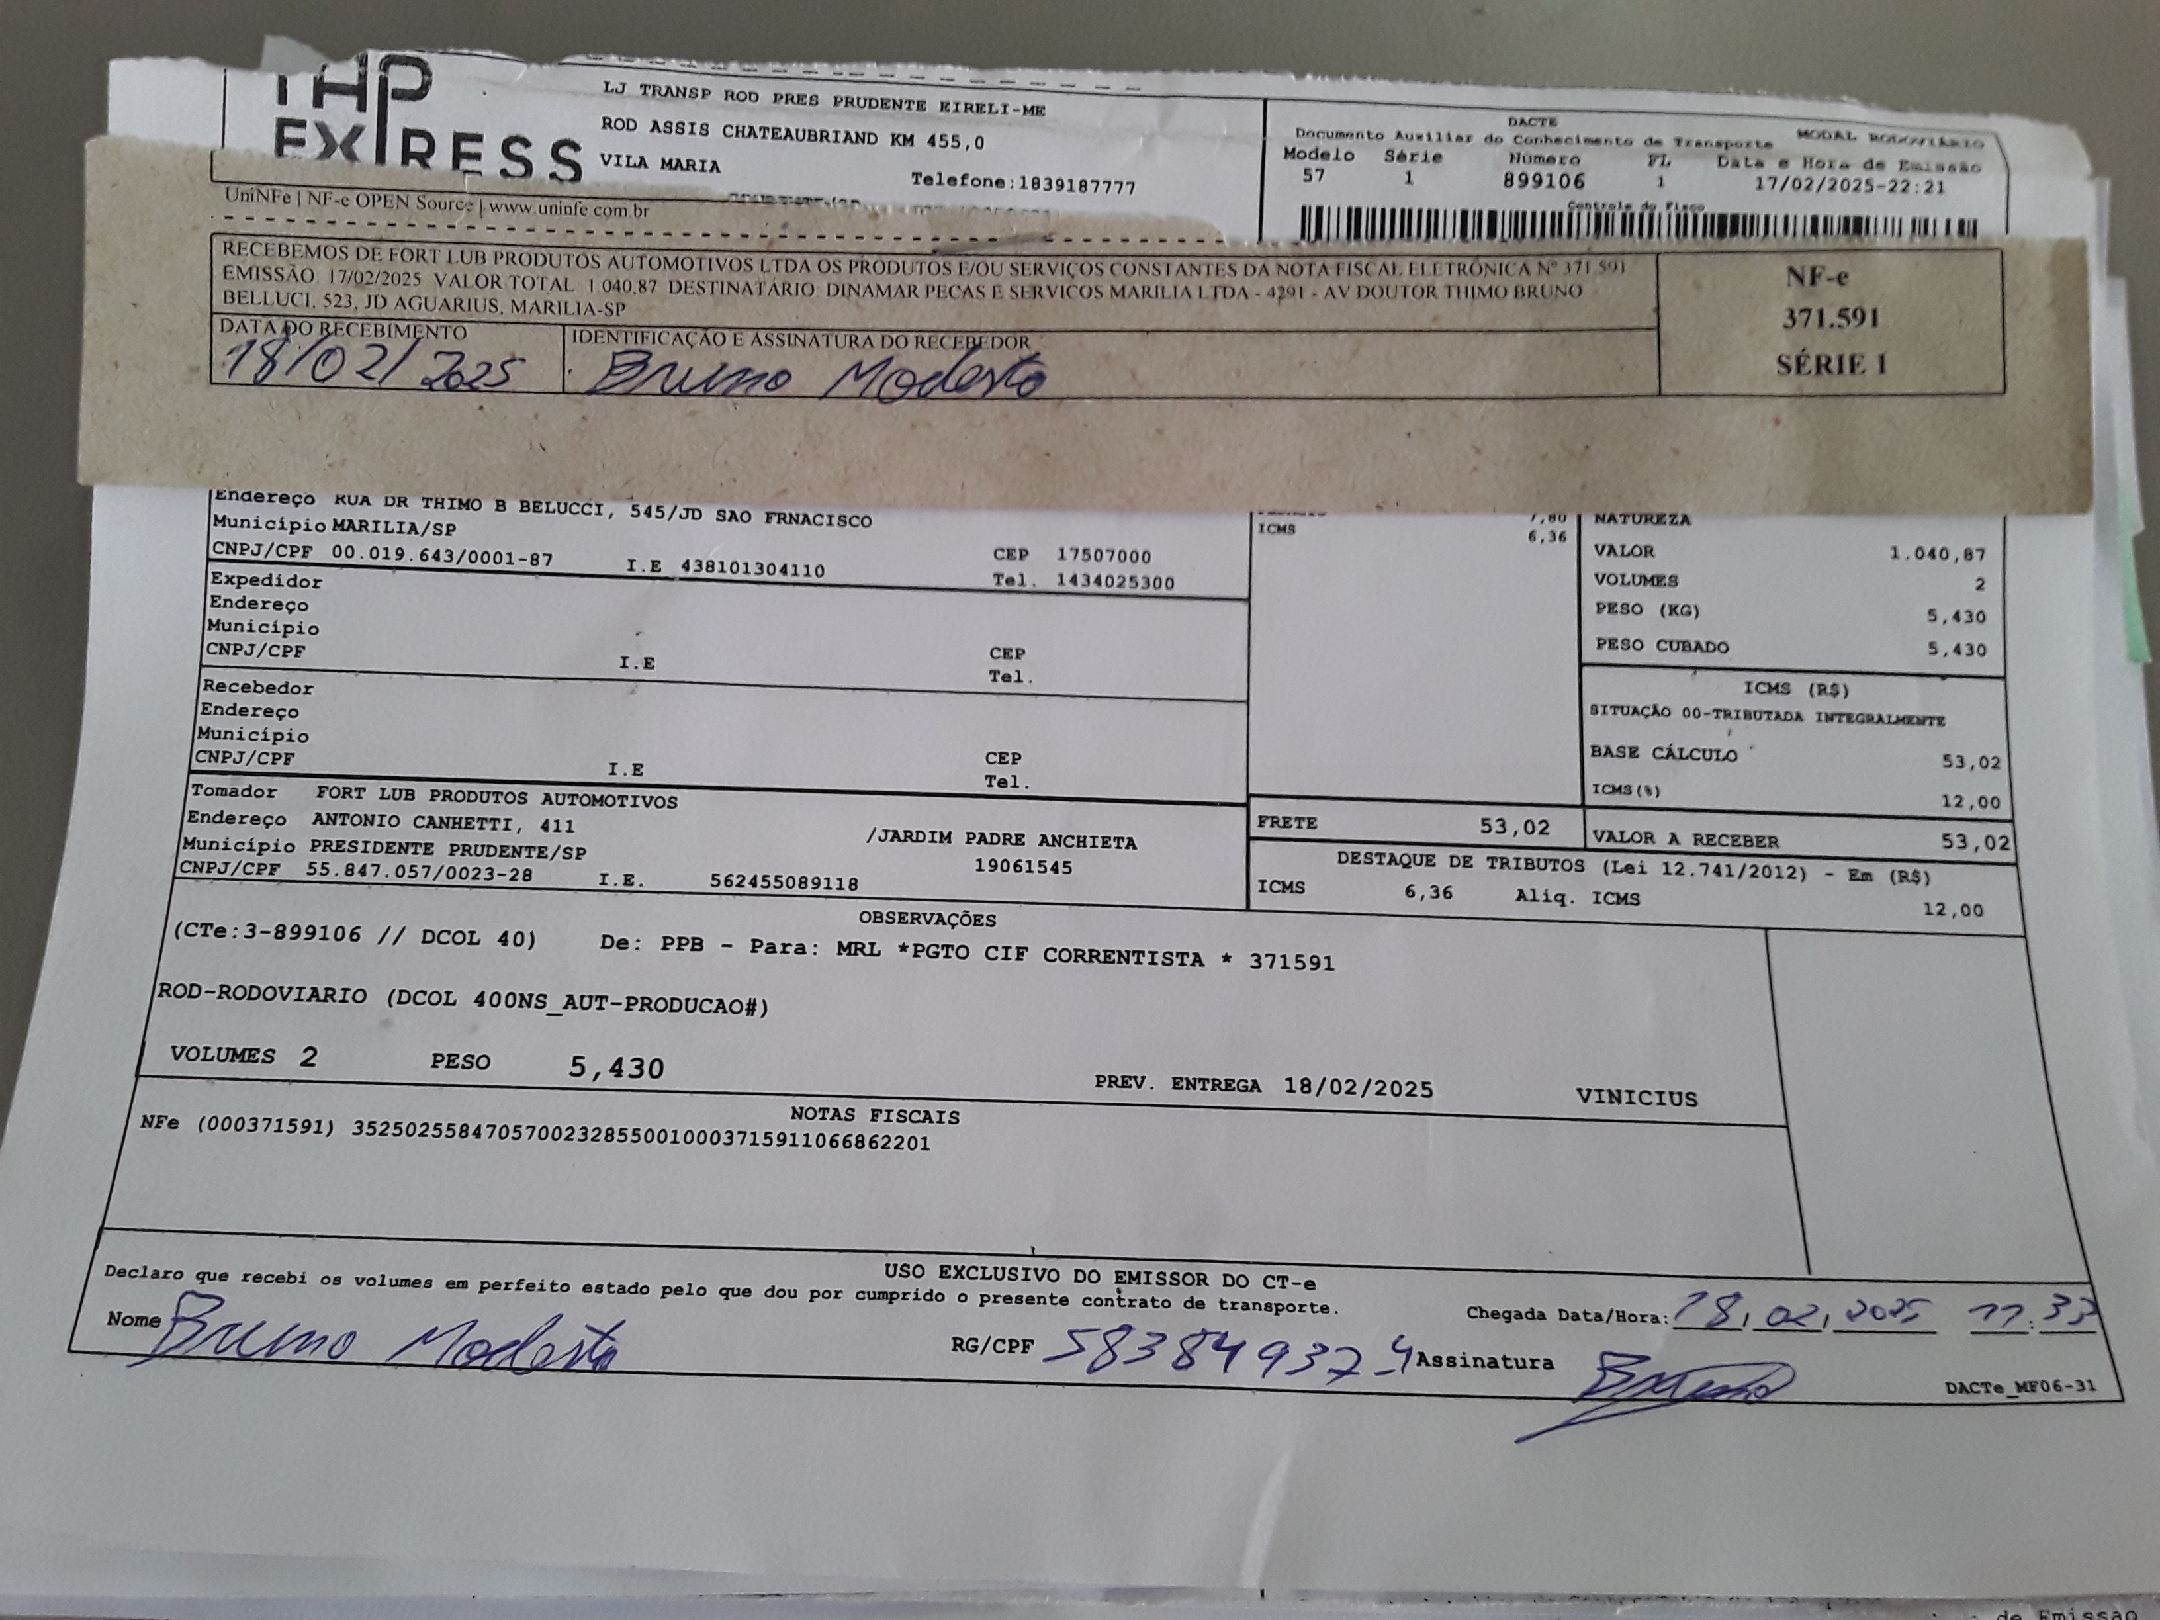 THP
EXPRESS
LJ TRANSP ROD PRES PRUDENTE EIRELI-ME
ROD ASSIS CHATEAUBRIAND KM 455,0
VILA MARIA
Telefone:1839187777
DACTE MODAL RODOVIÁRIO
Documento Auxiliar do Conhecimento de Transporte
Modelo Série Número FL Data e Hora de Emissão
57 1 899106 1 17/02/2025-22:21
Controle do Fisco
UniNFe | NF-e OPEN Source | www.uninfe.com.br
RECEBEMOS DE FORT LUB PRODUTOS AUTOMOTIVOS LTDA OS PRODUTOS E/OU SERVIÇOS CONSTANTES DA NOTA FISCAL ELETRÔNICA Nº 371.591
EMISSÃO 17/02/2025 VALOR TOTAL 1.040,87 DESTINATÁRIO DINAMAR PECAS E SERVICOS MARILIA LTDA - 4291 - AV DOUTOR THIMO BRUNO
BELLUCI, 523, JD AGUARIUS, MARILIA-SP
DATA DO RECEBIMENTO
18/02/2025
IDENTIFICAÇÃO E ASSINATURA DO RECEBEDOR
Bruno Modesto
NF-e
371.591
SÉRIE 1
Endereço RUA DR THIMO B BELUCCI, 545/JD SAO FRNACISCO
Município MARILIA/SP
CNPJ/CPF 00.019.643/0001-87 I.E 438101304110 CEP 17507000
Tel. 1434025300
Expedidor
Endereço
Município
CNPJ/CPF I.E CEP
Tel.
Recebedor
Endereço
Município
CNPJ/CPF I.E CEP
Tel.
Tomador FORT LUB PRODUTOS AUTOMOTIVOS
Endereço ANTONIO CANHETTI, 411 /JARDIM PADRE ANCHIETA
Município PRESIDENTE PRUDENTE/SP 19061545
CNPJ/CPF 55.847.057/0023-28 I.E. 562455089118
7,80
ICMS 6,36
NATUREZA
VALOR 1.040,87
VOLUMES 2
PESO (KG) 5,430
PESO CUBADO 5,430
ICMS (R$)
SITUAÇÃO 00-TRIBUTADA INTEGRALMENTE
BASE CÁLCULO 53,02
ICMS(%) 12,00
FRETE 53,02 VALOR A RECEBER 53,02
DESTAQUE DE TRIBUTOS (Lei 12.741/2012) - Em (R$)
ICMS 6,36 Aliq. ICMS 12,00
OBSERVAÇÕES
(CTe:3-899106 // DCOL 40) De: PPB - Para: MRL *PGTO CIF CORRENTISTA * 371591
ROD-RODOVIARIO (DCOL 400NS_AUT-PRODUCAO#)
VOLUMES 2 PESO 5,430 PREV. ENTREGA 18/02/2025 VINICIUS
NOTAS FISCAIS
NFe (000371591) 35250255847057002328550010003715911066862201
USO EXCLUSIVO DO EMISSOR DO CT-e
Declaro que recebi os volumes em perfeito estado pelo que dou por cumprido o presente contrato de transporte.
Chegada Data/Hora: 18, 02, 2025 11:33
Nome Bruno Modesto RG/CPF 58384937-4 Assinatura Bruno
DACTe_MF06-31
de Emissão